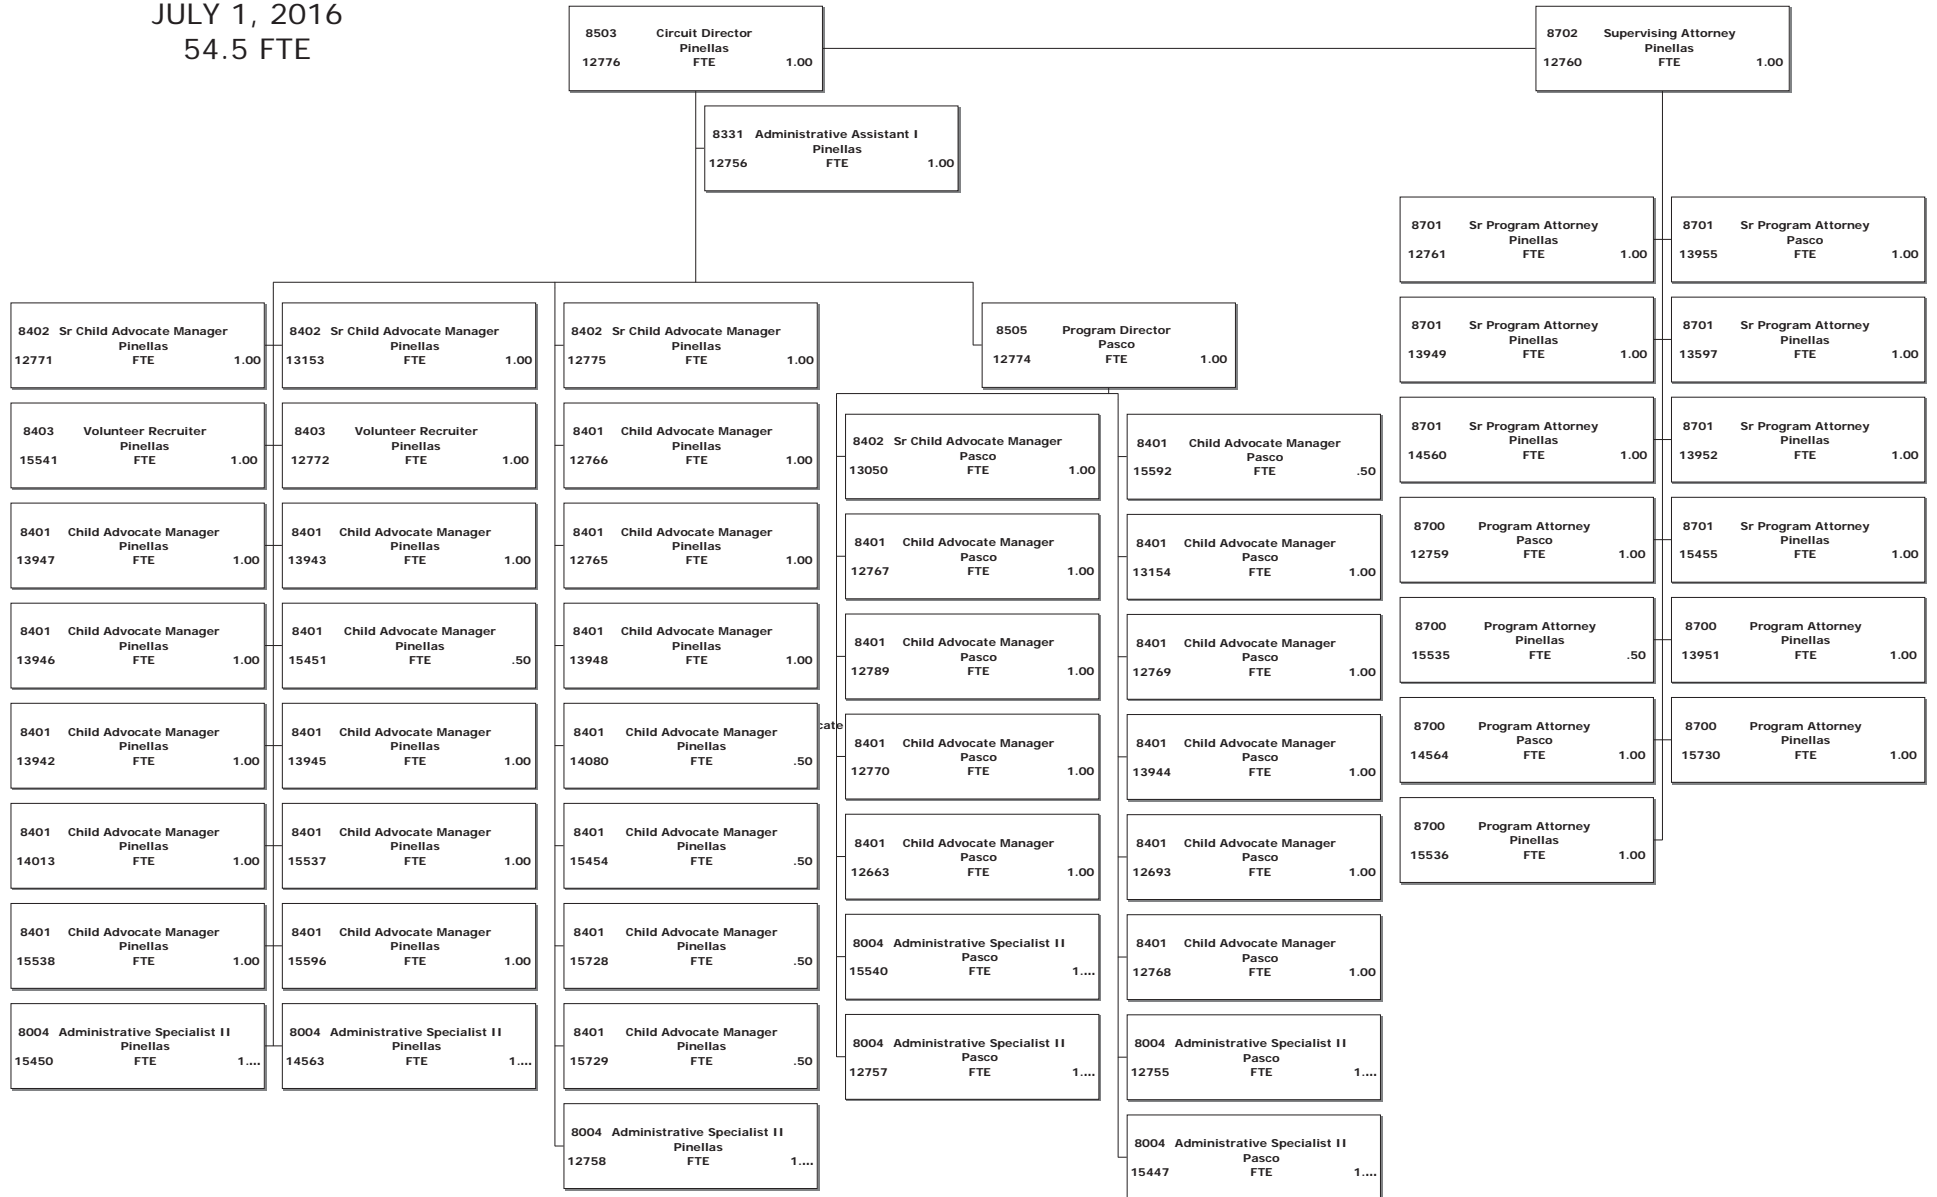 JULY 1, 2016
54.5 FTE
8503 Circuit Director
Pinellas
12776 FTE 1.00
8702 Supervising Attorney
Pinellas
12760 FTE 1.00
8331 Administrative Assistant I
Pinellas
12756 FTE 1.00
8402 Sr Child Advocate Manager
Pinellas
12771 FTE 1.00
8403 Volunteer Recruiter
Pinellas
15541 FTE 1.00
8401 Child Advocate Manager
Pinellas
13947 FTE 1.00
8401 Child Advocate Manager
Pinellas
13946 FTE 1.00
8401 Child Advocate Manager
Pinellas
13942 FTE 1.00
8401 Child Advocate Manager
Pinellas
14013 FTE 1.00
8401 Child Advocate Manager
Pinellas
15538 FTE 1.00
8004 Administrative Specialist II
Pinellas
15450 FTE 1....
8402 Sr Child Advocate Manager
Pinellas
13153 FTE 1.00
8403 Volunteer Recruiter
Pinellas
12772 FTE 1.00
8401 Child Advocate Manager
Pinellas
13943 FTE 1.00
8401 Child Advocate Manager
Pinellas
15451 FTE .50
8401 Child Advocate Manager
Pinellas
13945 FTE 1.00
8401 Child Advocate Manager
Pinellas
15537 FTE 1.00
8401 Child Advocate Manager
Pinellas
15596 FTE 1.00
8004 Administrative Specialist II
Pinellas
14563 FTE 1....
8402 Sr Child Advocate Manager
Pinellas
12775 FTE 1.00
8401 Child Advocate Manager
Pinellas
12766 FTE 1.00
8401 Child Advocate Manager
Pinellas
12765 FTE 1.00
8401 Child Advocate Manager
Pinellas
13948 FTE 1.00
8401 Child Advocate Manager
Pinellas
14080 FTE .50
8401 Child Advocate Manager
Pinellas
15454 FTE .50
8401 Child Advocate Manager
Pinellas
15728 FTE .50
8401 Child Advocate Manager
Pinellas
15729 FTE .50
8004 Administrative Specialist II
Pinellas
12758 FTE 1....
8505 Program Director
Pasco
12774 FTE 1.00
8402 Sr Child Advocate Manager
Pasco
13050 FTE 1.00
8401 Child Advocate Manager
Pasco
12767 FTE 1.00
8401 Child Advocate Manager
Pasco
12789 FTE 1.00
8401 Child Advocate Manager
Pasco
12770 FTE 1.00
8401 Child Advocate Manager
Pasco
12663 FTE 1.00
8004 Administrative Specialist II
Pasco
15540 FTE 1....
8004 Administrative Specialist II
Pasco
12757 FTE 1....
8401 Child Advocate Manager
Pasco
15592 FTE .50
8401 Child Advocate Manager
Pasco
13154 FTE 1.00
8401 Child Advocate Manager
Pasco
12769 FTE 1.00
8401 Child Advocate Manager
Pasco
13944 FTE 1.00
8401 Child Advocate Manager
Pasco
12693 FTE 1.00
8401 Child Advocate Manager
Pasco
12768 FTE 1.00
8004 Administrative Specialist II
Pasco
12755 FTE 1....
8004 Administrative Specialist II
Pasco
15447 FTE 1....
8701 Sr Program Attorney
Pinellas
12761 FTE 1.00
8701 Sr Program Attorney
Pinellas
13949 FTE 1.00
8701 Sr Program Attorney
Pinellas
14560 FTE 1.00
8700 Program Attorney
Pasco
12759 FTE 1.00
8700 Program Attorney
Pinellas
15535 FTE .50
8700 Program Attorney
Pasco
14564 FTE 1.00
8700 Program Attorney
Pinellas
15536 FTE 1.00
8701 Sr Program Attorney
Pasco
13955 FTE 1.00
8701 Sr Program Attorney
Pinellas
13597 FTE 1.00
8701 Sr Program Attorney
Pinellas
13952 FTE 1.00
8701 Sr Program Attorney
Pinellas
15455 FTE 1.00
8700 Program Attorney
Pinellas
13951 FTE 1.00
8700 Program Attorney
Pinellas
15730 FTE 1.00